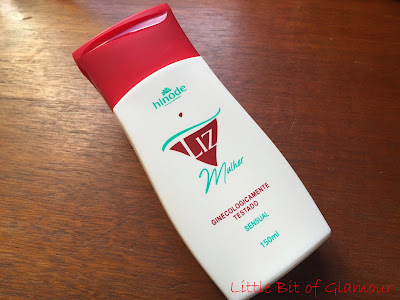 hinode
LIZ
Mulher
GINECOLOGICAMENTE
TESTADO
SENSUAL
150ml
Little Bit of Glamour